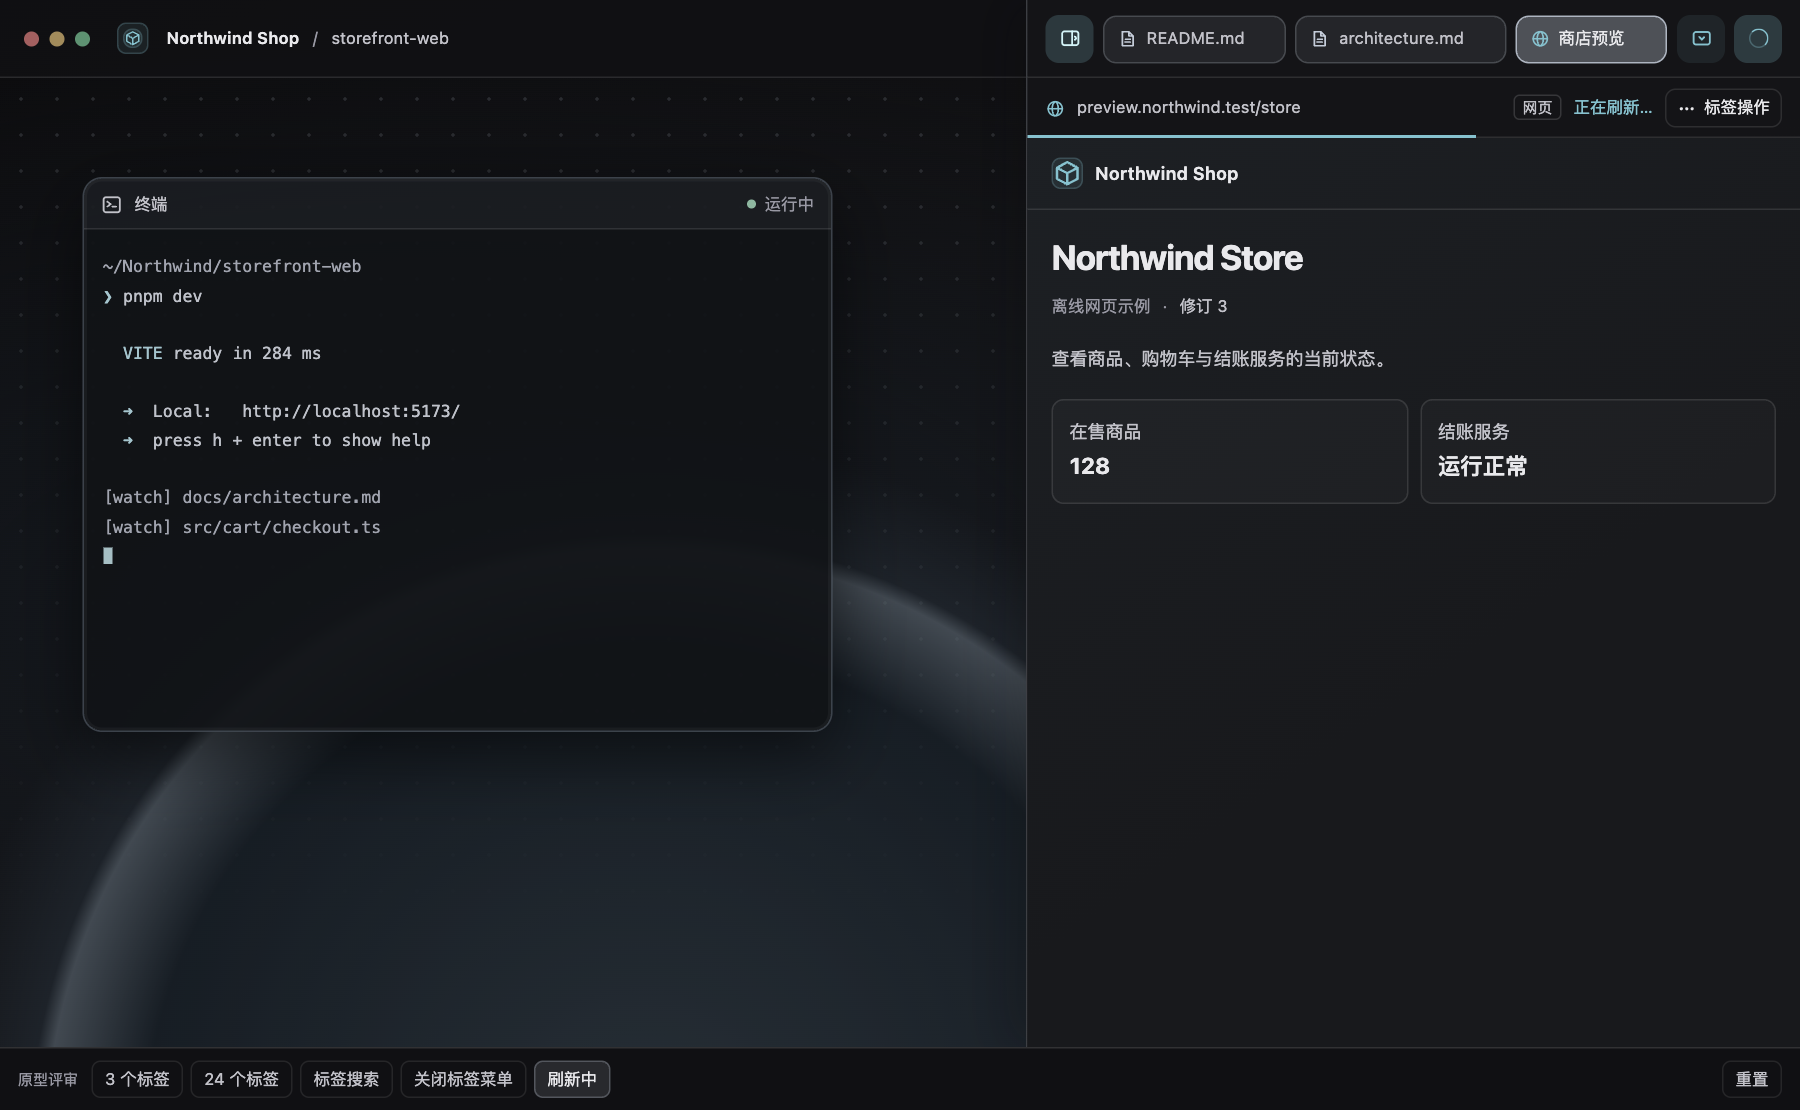 Northwind Shop / storefront-web
README.md
architecture.md
商店预览
preview.northwind.test/store
网页
正在刷新...
··· 标签操作
终端
运行中
~/Northwind/storefront-web
❯ pnpm dev
VITE ready in 284 ms
➜ Local: http://localhost:5173/
➜ press h + enter to show help
[watch] docs/architecture.md
[watch] src/cart/checkout.ts
Northwind Shop
Northwind Store
离线网页示例 · 修订 3
查看商品、购物车与结账服务的当前状态。
在售商品
128
结账服务
运行正常
原型评审
3 个标签
24 个标签
标签搜索
关闭标签菜单
刷新中
重置